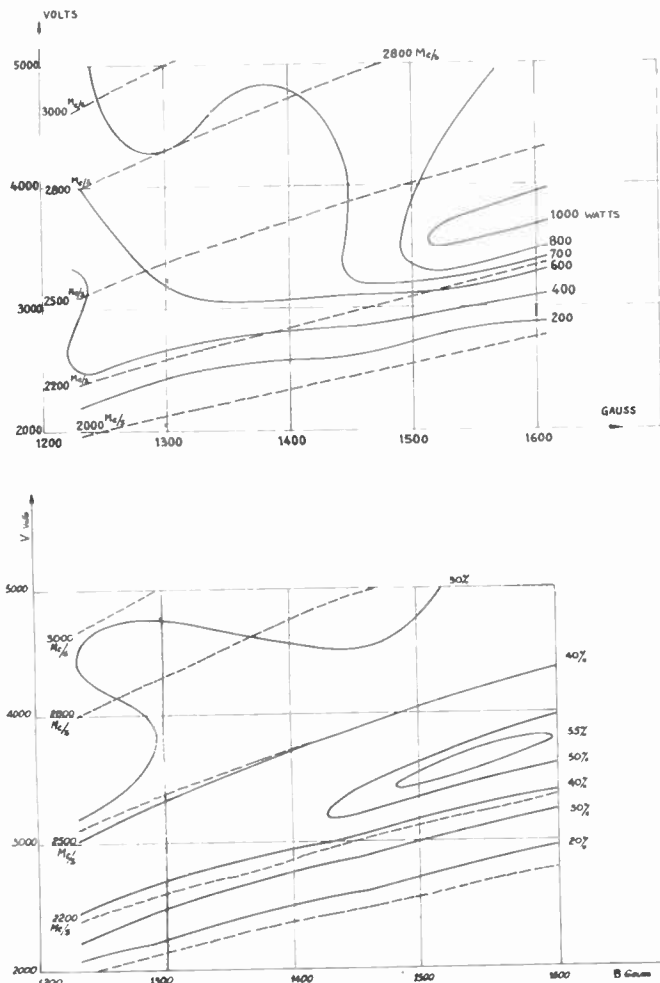 VOLTS
5000
4000
3000
2000
3000 Mc/s
2800 Mc/s
2500 Mc/s
2200 Mc/s
2000 Mc/s
2800 Mc/s
1000 WATTS
800
700
600
400
200
GAUSS
1200 1300 1400 1500 1600
V Volts
5000
4000
3000
2000
3000
Mc/s
2800
Mc/s
2500
Mc/s
2200
Mc/s
30%
40%
55%
50%
40%
30%
20%
1200 1300 1400 1500 1600 B Gauss